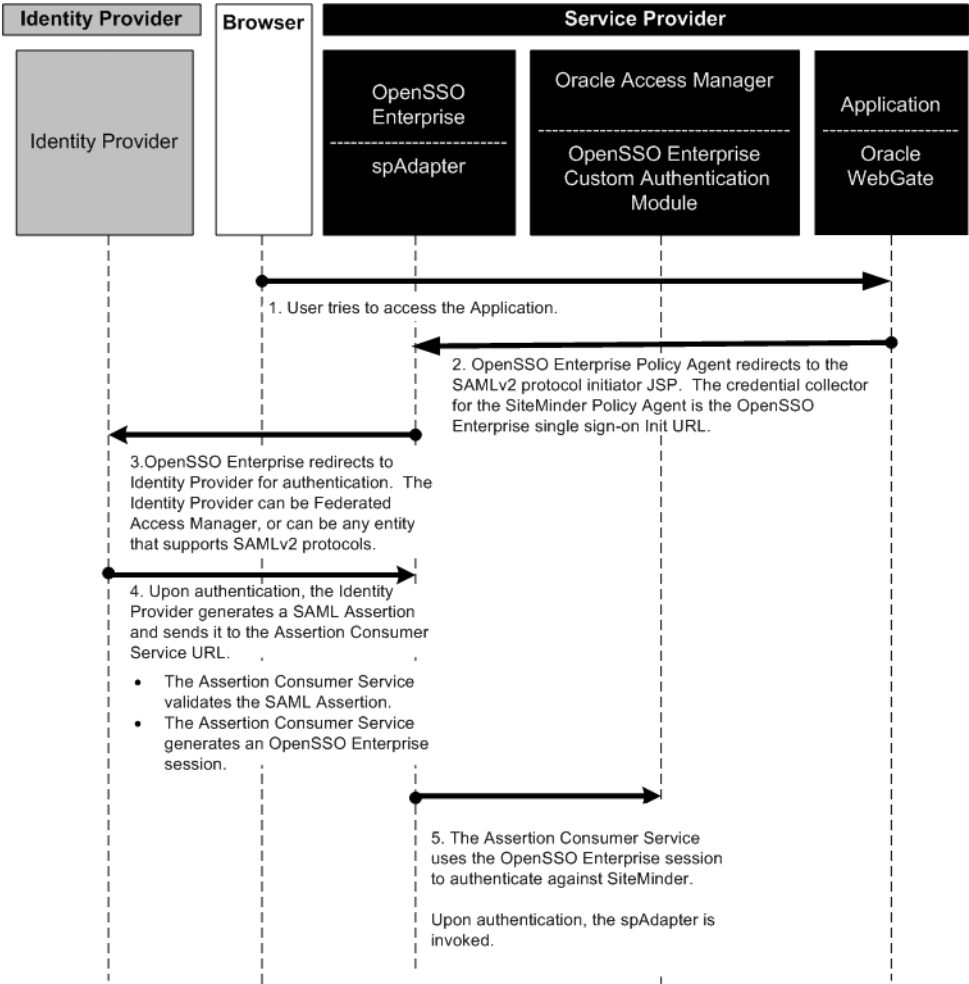 Identity Provider
Browser
Service Provider
Identity Provider
OpenSSO
Enterprise
spAdapter
Oracle Access Manager
OpenSSO Enterprise
Custom Authentication
Module
Application
Oracle
WebGate
1. User tries to access the Application.
2. OpenSSO Enterprise Policy Agent redirects to the
SAMLv2 protocol initiator JSP. The credential collector
for the SiteMinder Policy Agent is the OpenSSO
Enterprise single sign-on Init URL.
3.OpenSSO Enterprise redirects to
Identity Provider for authentication. The
Identity Provider can be Federated
Access Manager, or can be any entity
that supports SAMLv2 protocols.
4. Upon authentication, the Identity
Provider generates a SAML Assertion
and sends it to the Assertion Consumer
Service URL.
• The Assertion Consumer Service
validates the SAML Assertion.
• The Assertion Consumer Service
generates an OpenSSO Enterprise
session.
5. The Assertion Consumer Service
uses the OpenSSO Enterprise session
to authenticate against SiteMinder.
Upon authentication, the spAdapter is
invoked.